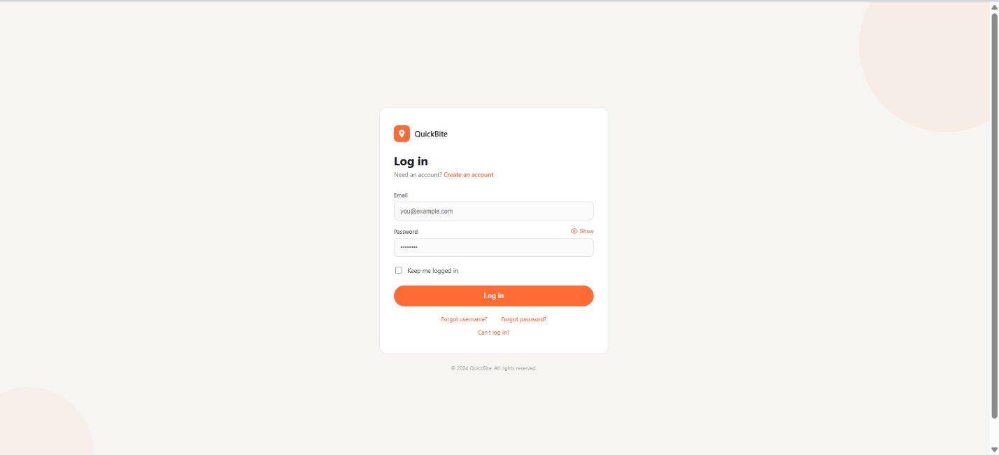 QuickBite
Log in
Need an account? Create an account
Email
you@example.com
Password
Show
••••••••
Keep me logged in
Log in
Forgot username? Forgot password?
Can't log in?
© 2024 QuickBite. All rights reserved.